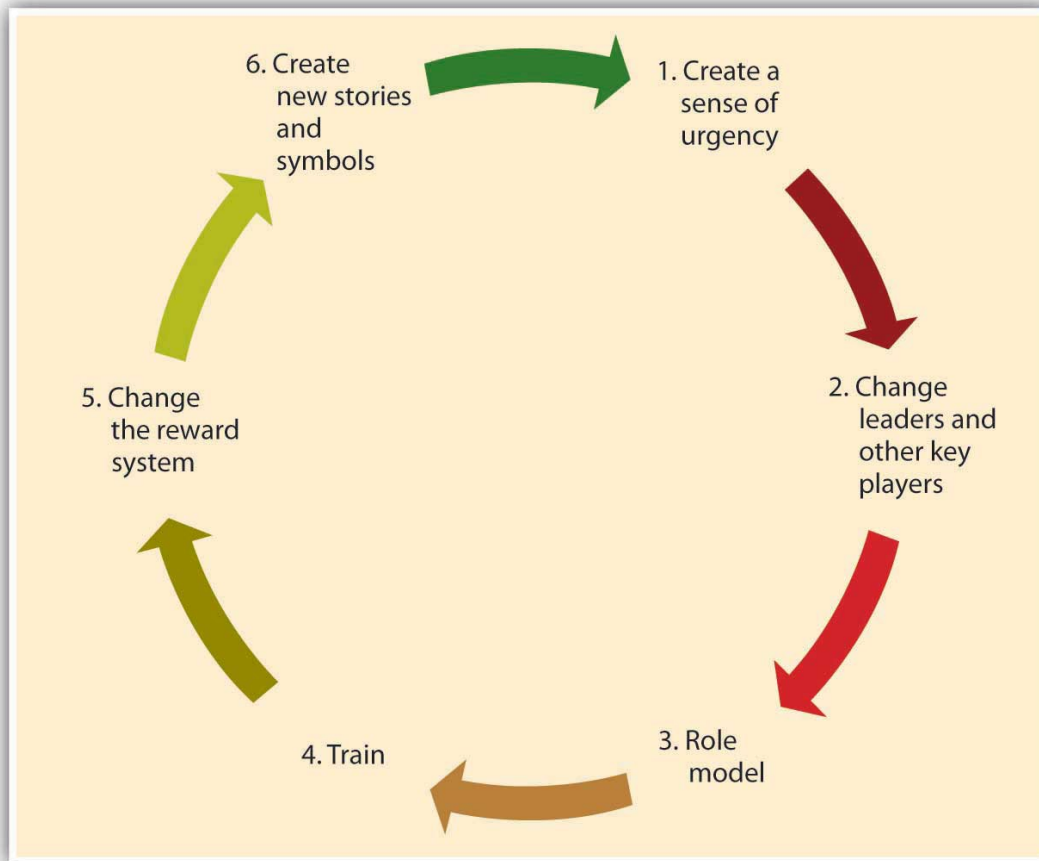 1. Create a
sense of
urgency
2. Change
leaders and
other key
players
3. Role
model
4. Train
5. Change
the reward
system
6. Create
new stories
and
symbols